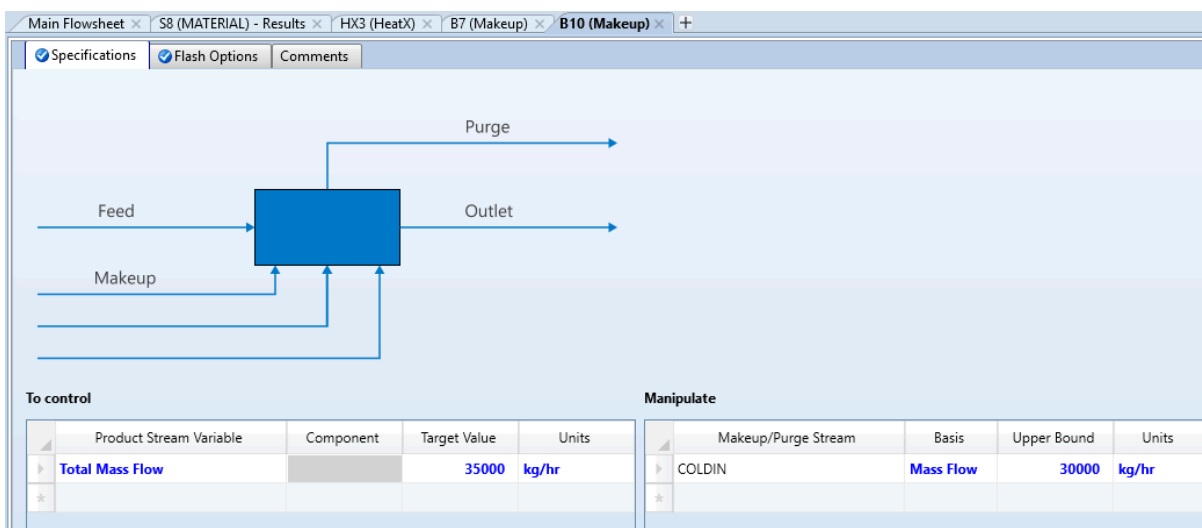 Main Flowsheet × S8 (MATERIAL) - Results × HX3 (HeatX) × B7 (Makeup) × B10 (Makeup) × +
Specifications Flash Options Comments
Purge
Feed Outlet
Makeup
To control Manipulate
Product Stream Variable Component Target Value Units Makeup/Purge Stream Basis Upper Bound Units
Total Mass Flow 35000 kg/hr COLDIN Mass Flow 30000 kg/hr